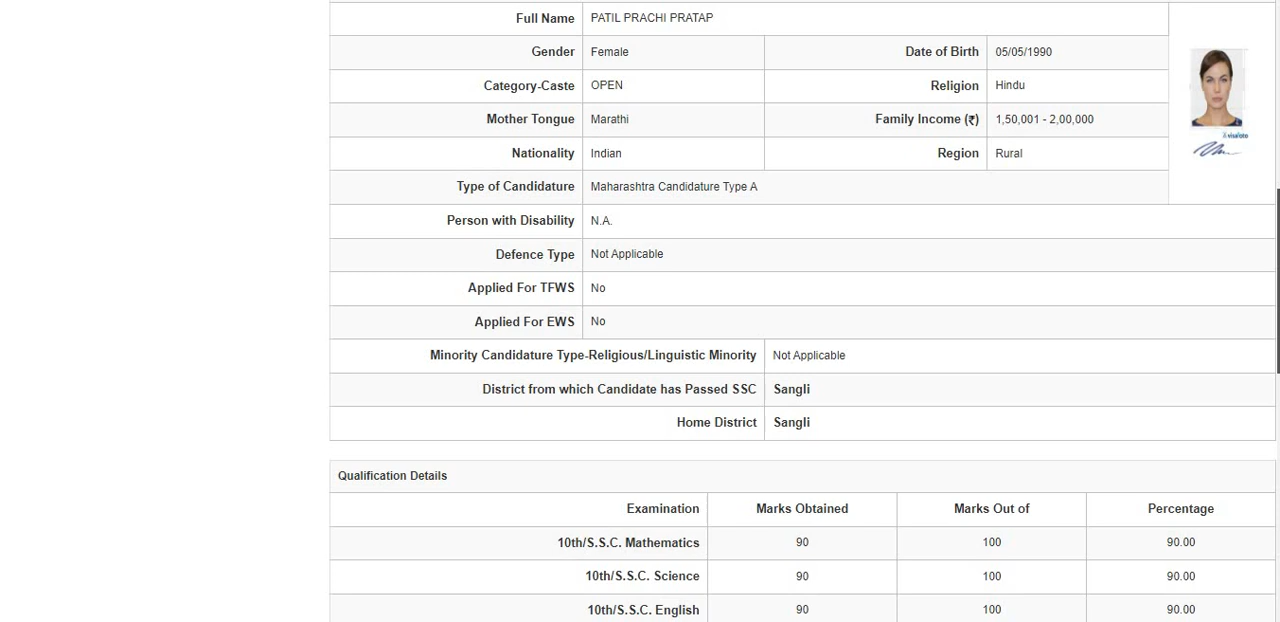 Full Name PATIL PRACHI PRATAP
Gender Female Date of Birth 05/05/1990
Category-Caste OPEN Religion Hindu
Mother Tongue Marathi Family Income (₹) 1,50,001 - 2,00,000
visafoto
Nationality Indian Region Rural
Type of Candidature Maharashtra Candidature Type A
Person with Disability N.A.
Defence Type Not Applicable
Applied For TFWS No
Applied For EWS No
Minority Candidature Type-Religious/Linguistic Minority Not Applicable
District from which Candidate has Passed SSC Sangli
Home District Sangli
Qualification Details
Examination Marks Obtained Marks Out of Percentage
10th/S.S.C. Mathematics 90 100 90.00
10th/S.S.C. Science 90 100 90.00
10th/S.S.C. English 90 100 90.00